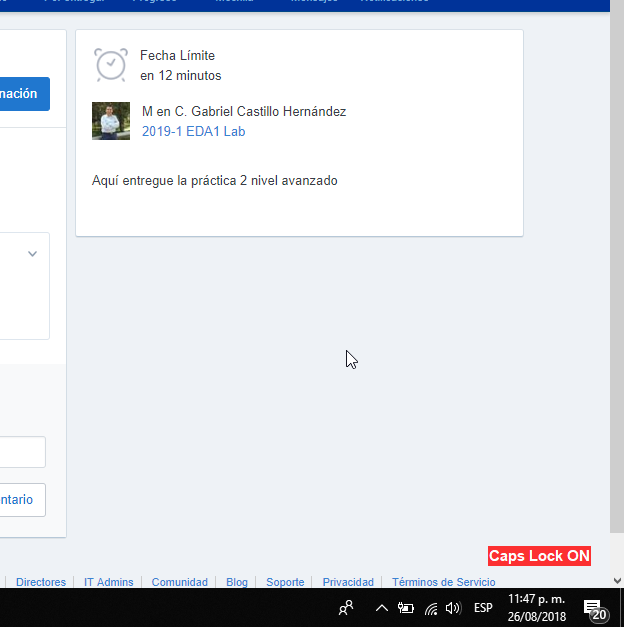 Fecha Límite
en 12 minutos
nación
M en C. Gabriel Castillo Hernández
2019-1 EDA1 Lab
Aquí entregue la práctica 2 nivel avanzado
ntario
Caps Lock ON
Directores
IT Admins
Comunidad
Blog
Soporte
Privacidad
Términos de Servicio
ESP
11:47 p. m.
26/08/2018
20